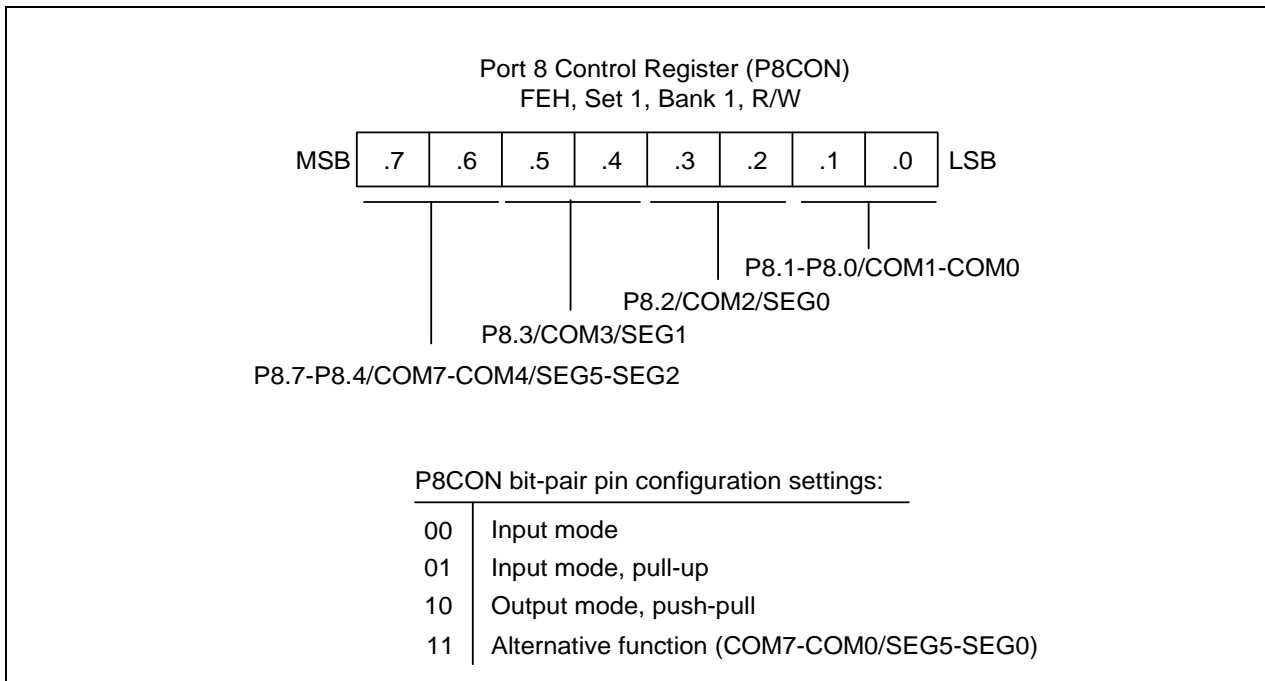 Port 8 Control Register (P8CON)
FEH, Set 1, Bank 1, R/W
MSB .7 .6 .5 .4 .3 .2 .1 .0 LSB
P8.1-P8.0/COM1-COM0
P8.2/COM2/SEG0
P8.3/COM3/SEG1
P8.7-P8.4/COM7-COM4/SEG5-SEG2
P8CON bit-pair pin configuration settings:
00 Input mode
01 Input mode, pull-up
10 Output mode, push-pull
11 Alternative function (COM7-COM0/SEG5-SEG0)